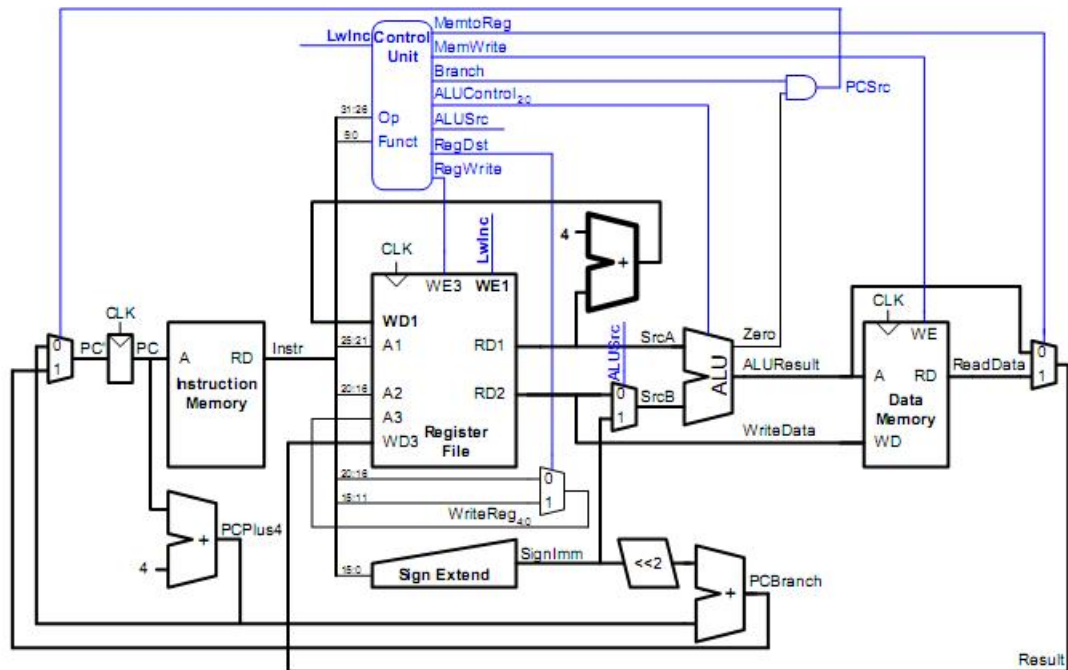 MemtoReg
LwInc Control Unit
MemWrite
Branch
PCSrc
ALUControl2:0
31:26 Op
ALUSrc
5:0 Funct
RegDst
RegWrite
4
+
LwInc
CLK
WE3 WE1
CLK
CLK
WD1
ALUSrc
WE
0
1
PC'
PC
A RD
Instruction Memory
Instr
25:21 A1
RD1
SrcA
Zero
ALU
ALUResult
A RD
Data Memory
WD
ReadData
0
1
20:16 A2
RD2
0
1
SrcB
A3
WD3
Register File
WriteData
20:16
0
15:11
1
WriteReg4:0
PCPlus4
+
4
SignImm
15:0
Sign Extend
<<2
+
PCBranch
Result